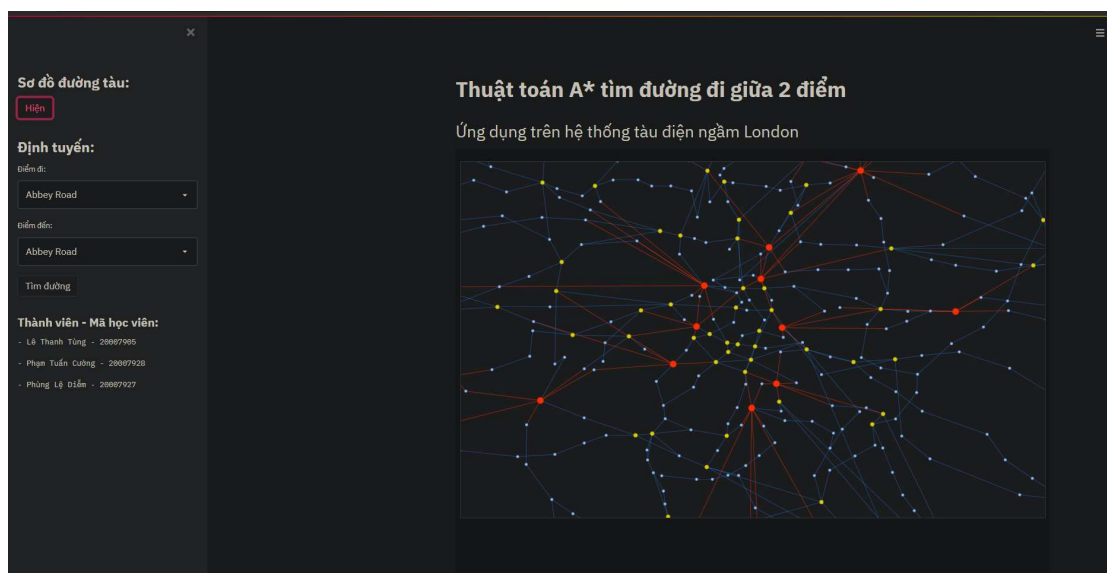 Sơ đồ đường tàu:
Hiện
Định tuyến:
Điểm đi:
Abbey Road
Điểm đến:
Abbey Road
Tìm đường
Thành viên - Mã học viên:
- Lê Thanh Tùng - 20007905
- Phạm Tuấn Cường - 20007928
- Phùng Lệ Diễm - 20007927
Thuật toán A* tìm đường đi giữa 2 điểm
Ứng dụng trên hệ thống tàu điện ngầm London